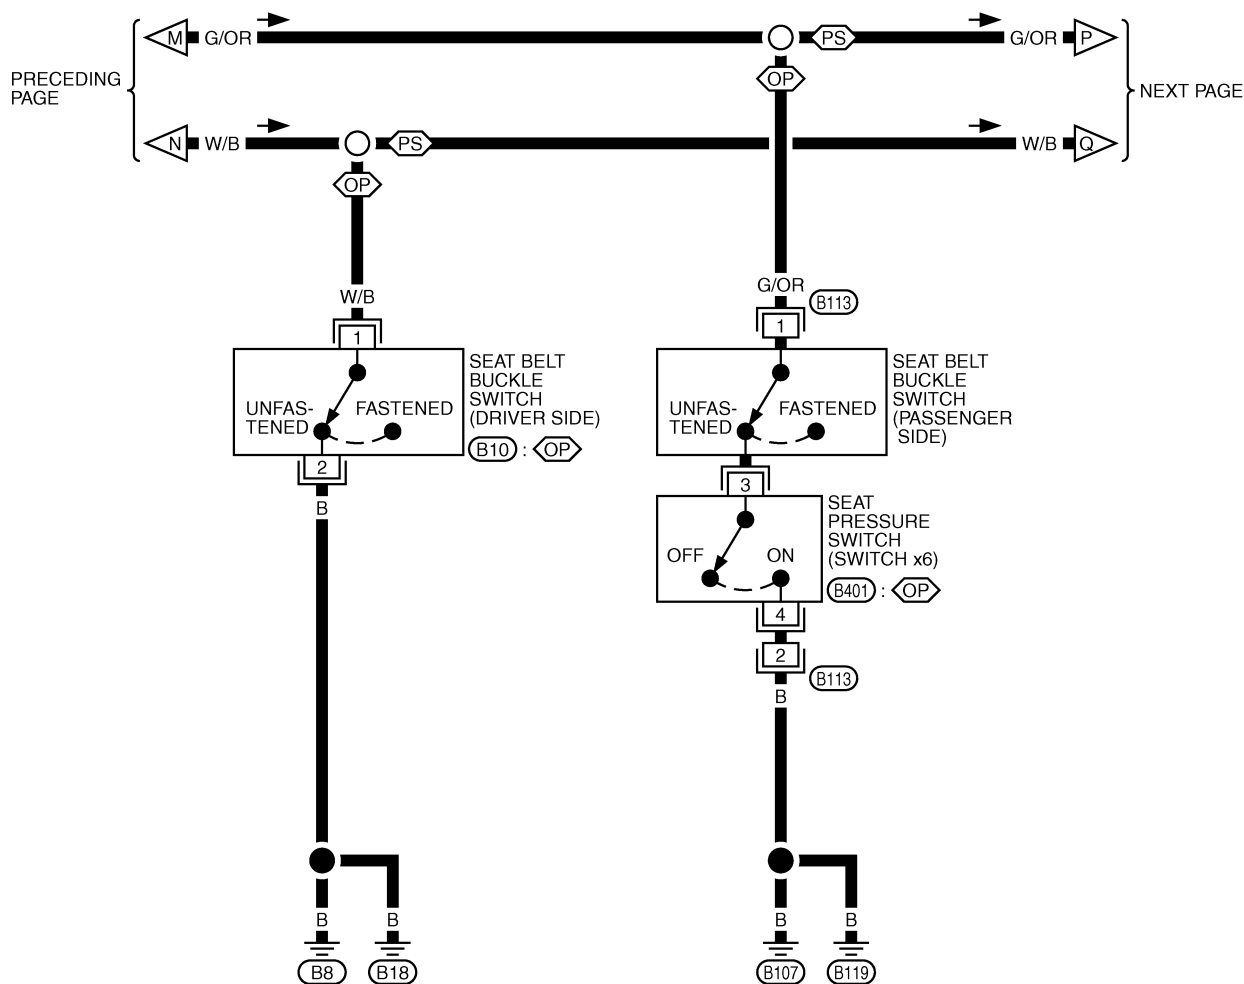 M G/OR PS G/OR P
OP
PRECEDING
PAGE
NEXT PAGE
N W/B PS W/B Q
OP
W/B
1
SEAT BELT
BUCKLE
SWITCH
(DRIVER SIDE)
UNFAS-
TENED
FASTENED
B10 : OP
2
B
G/OR
B113
1
SEAT BELT
BUCKLE
SWITCH
(PASSENGER
SIDE)
UNFAS-
TENED
FASTENED
3
SEAT
PRESSURE
SWITCH
(SWITCH x6)
OFF ON
B401 : OP
4
2
B113
B
B B B B
B8 B18 B107 B119